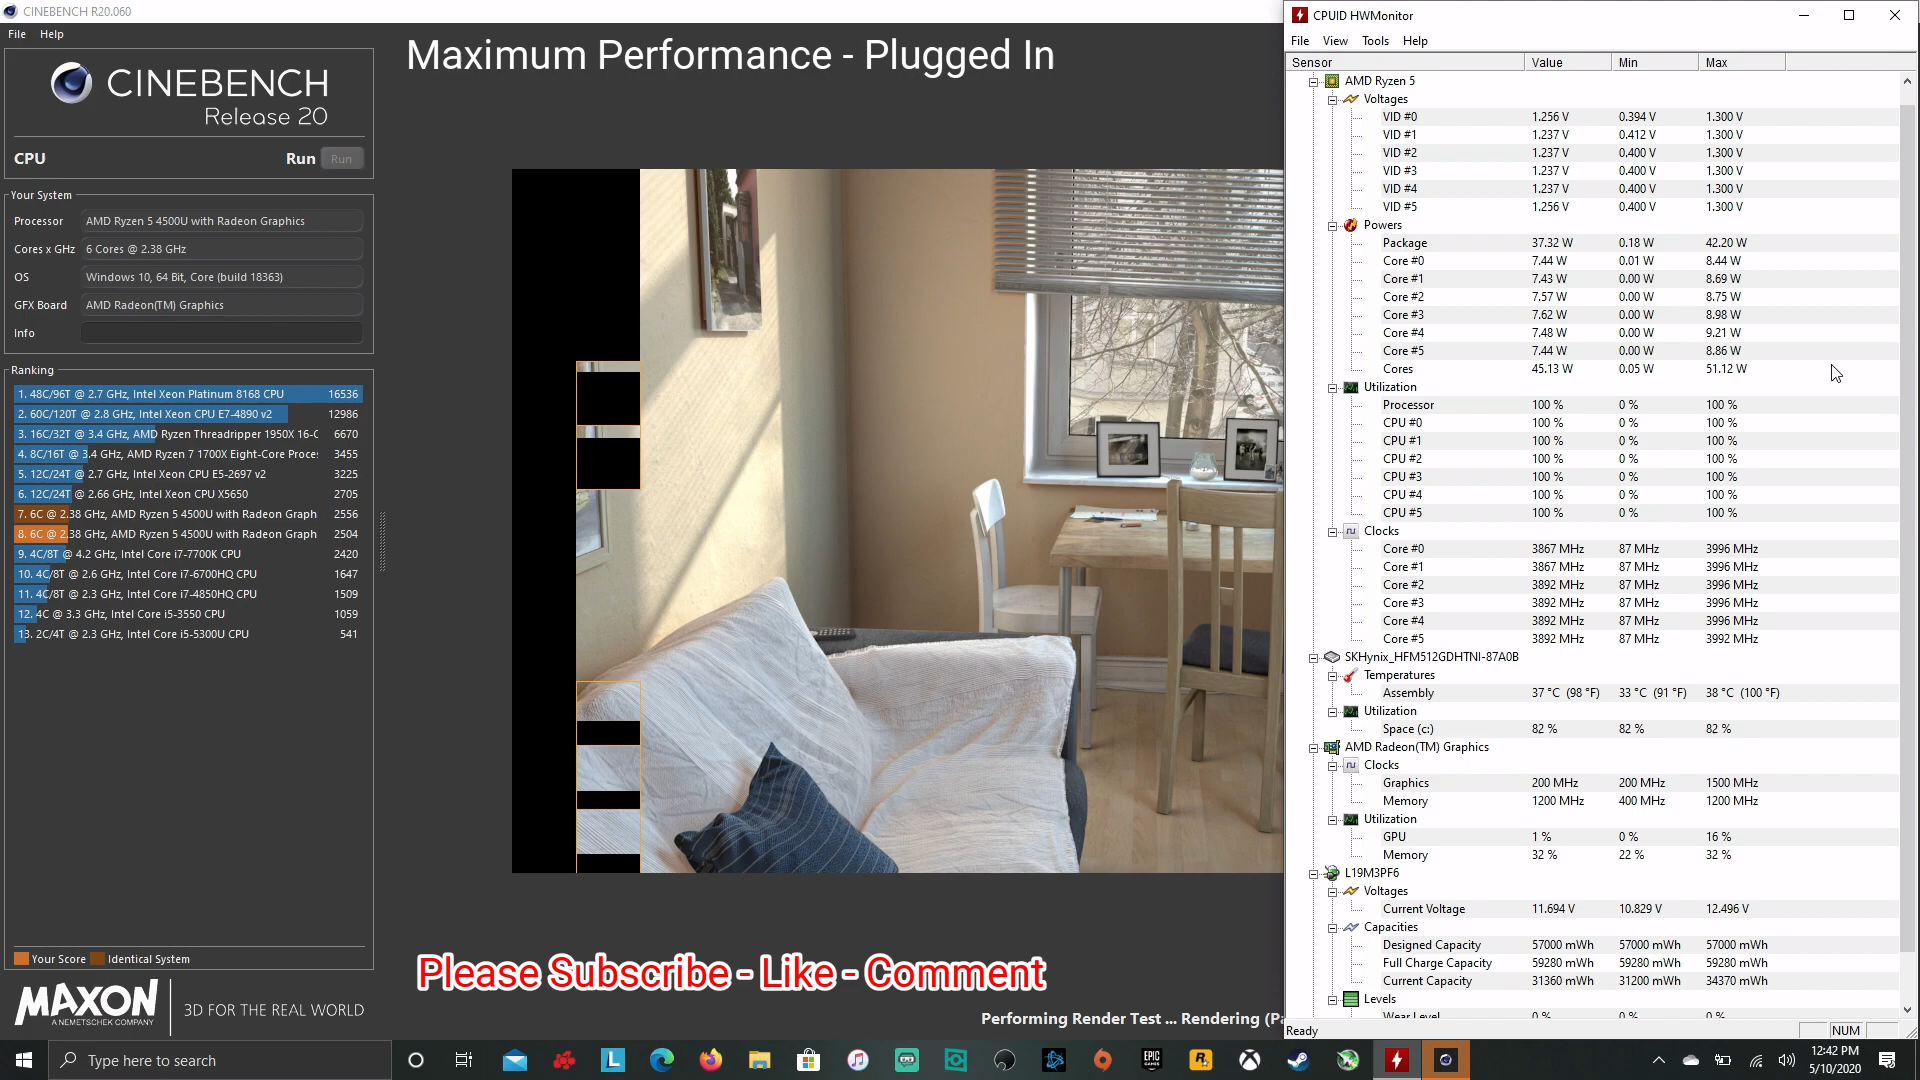 CINEBENCH R20.060
File Help
CINEBENCH
Release 20
CPU Run Run
Your System
Processor AMD Ryzen 5 4500U with Radeon Graphics
Cores x GHz 6 Cores @ 2.38 GHz
OS Windows 10, 64 Bit, Core (build 18363)
GFX Board AMD Radeon(TM) Graphics
Info
Ranking
1. 48C/96T @ 2.7 GHz, Intel Xeon Platinum 8168 CPU 16536
2. 60C/120T @ 2.8 GHz, Intel Xeon CPU E7-4890 v2 12986
3. 16C/32T @ 3.4 GHz, AMD Ryzen Threadripper 1950X 16-C 6670
4. 8C/16T @ 3.4 GHz, AMD Ryzen 7 1700X Eight-Core Proce: 3455
5. 12C/24T @ 2.7 GHz, Intel Xeon CPU E5-2697 v2 3225
6. 12C/24T @ 2.66 GHz, Intel Xeon CPU X5650 2705
7. 6C @ 2.38 GHz, AMD Ryzen 5 4500U with Radeon Graph 2556
8. 6C @ 2.38 GHz, AMD Ryzen 5 4500U with Radeon Graph 2504
9. 4C/8T @ 4.2 GHz, Intel Core i7-7700K CPU 2420
10. 4C/8T @ 2.6 GHz, Intel Core i7-6700HQ CPU 1647
11. 4C/8T @ 2.3 GHz, Intel Core i7-4850HQ CPU 1509
12. 4C @ 3.3 GHz, Intel Core i5-3550 CPU 1059
13. 2C/4T @ 2.3 GHz, Intel Core i5-5300U CPU 541
Your Score Identical System
MAXON
A NEMETSCHEK COMPANY
3D FOR THE REAL WORLD
Maximum Performance - Plugged In
Please Subscribe - Like - Comment
Performing Render Test ... Rendering (Pa
CPUID HWMonitor
File View Tools Help
Sensor Value Min Max
AMD Ryzen 5
Voltages
VID #0 1.256 V 0.394 V 1.300 V
VID #1 1.237 V 0.412 V 1.300 V
VID #2 1.237 V 0.400 V 1.300 V
VID #3 1.237 V 0.400 V 1.300 V
VID #4 1.237 V 0.400 V 1.300 V
VID #5 1.256 V 0.400 V 1.300 V
Powers
Package 37.32 W 0.18 W 42.20 W
Core #0 7.44 W 0.01 W 8.44 W
Core #1 7.43 W 0.00 W 8.69 W
Core #2 7.57 W 0.00 W 8.75 W
Core #3 7.62 W 0.00 W 8.98 W
Core #4 7.48 W 0.00 W 9.21 W
Core #5 7.44 W 0.00 W 8.86 W
Cores 45.13 W 0.05 W 51.12 W
Utilization
Processor 100 % 0 % 100 %
CPU #0 100 % 0 % 100 %
CPU #1 100 % 0 % 100 %
CPU #2 100 % 0 % 100 %
CPU #3 100 % 0 % 100 %
CPU #4 100 % 0 % 100 %
CPU #5 100 % 0 % 100 %
Clocks
Core #0 3867 MHz 87 MHz 3996 MHz
Core #1 3867 MHz 87 MHz 3996 MHz
Core #2 3892 MHz 87 MHz 3996 MHz
Core #3 3892 MHz 87 MHz 3996 MHz
Core #4 3892 MHz 87 MHz 3996 MHz
Core #5 3892 MHz 87 MHz 3992 MHz
SKHynix_HFM512GDHTNI-87A0B
Temperatures
Assembly 37 °C (98 °F) 33 °C (91 °F) 38 °C (100 °F)
Utilization
Space (c:) 82 % 82 % 82 %
AMD Radeon(TM) Graphics
Clocks
Graphics 200 MHz 200 MHz 1500 MHz
Memory 1200 MHz 400 MHz 1200 MHz
Utilization
GPU 1 % 0 % 16 %
Memory 32 % 22 % 32 %
L19M3PF6
Voltages
Current Voltage 11.694 V 10.829 V 12.496 V
Capacities
Designed Capacity 57000 mWh 57000 mWh 57000 mWh
Full Charge Capacity 59280 mWh 59280 mWh 59280 mWh
Current Capacity 31360 mWh 31200 mWh 34370 mWh
Levels
Wear Level 0 % 0 % 0 %
Ready NUM
Type here to search
L
EPIC GAMES
R
12:42 PM
5/10/2020